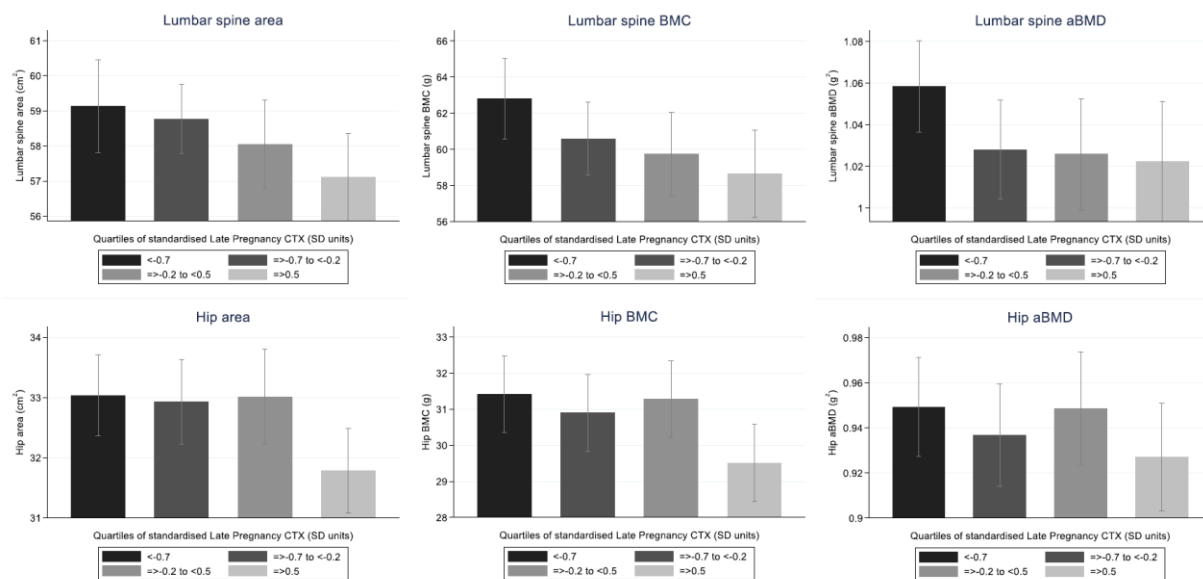 Lumbar spine area
Lumbar spine area (cm²)
61
60
59
58
57
56
Quartiles of standardised Late Pregnancy CTX (SD units)
<-0.7 =>-0.7 to <-0.2
=>-0.2 to <0.5 =>0.5
Lumbar spine BMC
Lumbar spine BMC (g)
66
64
62
60
58
56
Quartiles of standardised Late Pregnancy CTX (SD units)
<-0.7 =>-0.7 to <-0.2
=>-0.2 to <0.5 =>0.5
Lumbar spine aBMD
Lumbar spine aBMD (g²)
1.08
1.06
1.04
1.02
1
Quartiles of standardised Late Pregnancy CTX (SD units)
<-0.7 =>-0.7 to <-0.2
=>-0.2 to <0.5 =>0.5
Hip area
Hip area (cm²)
34
33
32
31
Quartiles of standardised Late Pregnancy CTX (SD units)
<-0.7 =>-0.7 to <-0.2
=>-0.2 to <0.5 =>0.5
Hip BMC
Hip BMC (g)
33
32
31
30
29
28
Quartiles of standardised Late Pregnancy CTX (SD units)
<-0.7 =>-0.7 to <-0.2
=>-0.2 to <0.5 =>0.5
Hip aBMD
Hip aBMD (g²)
0.98
0.96
0.94
0.92
0.9
Quartiles of standardised Late Pregnancy CTX (SD units)
<-0.7 =>-0.7 to <-0.2
=>-0.2 to <0.5 =>0.5